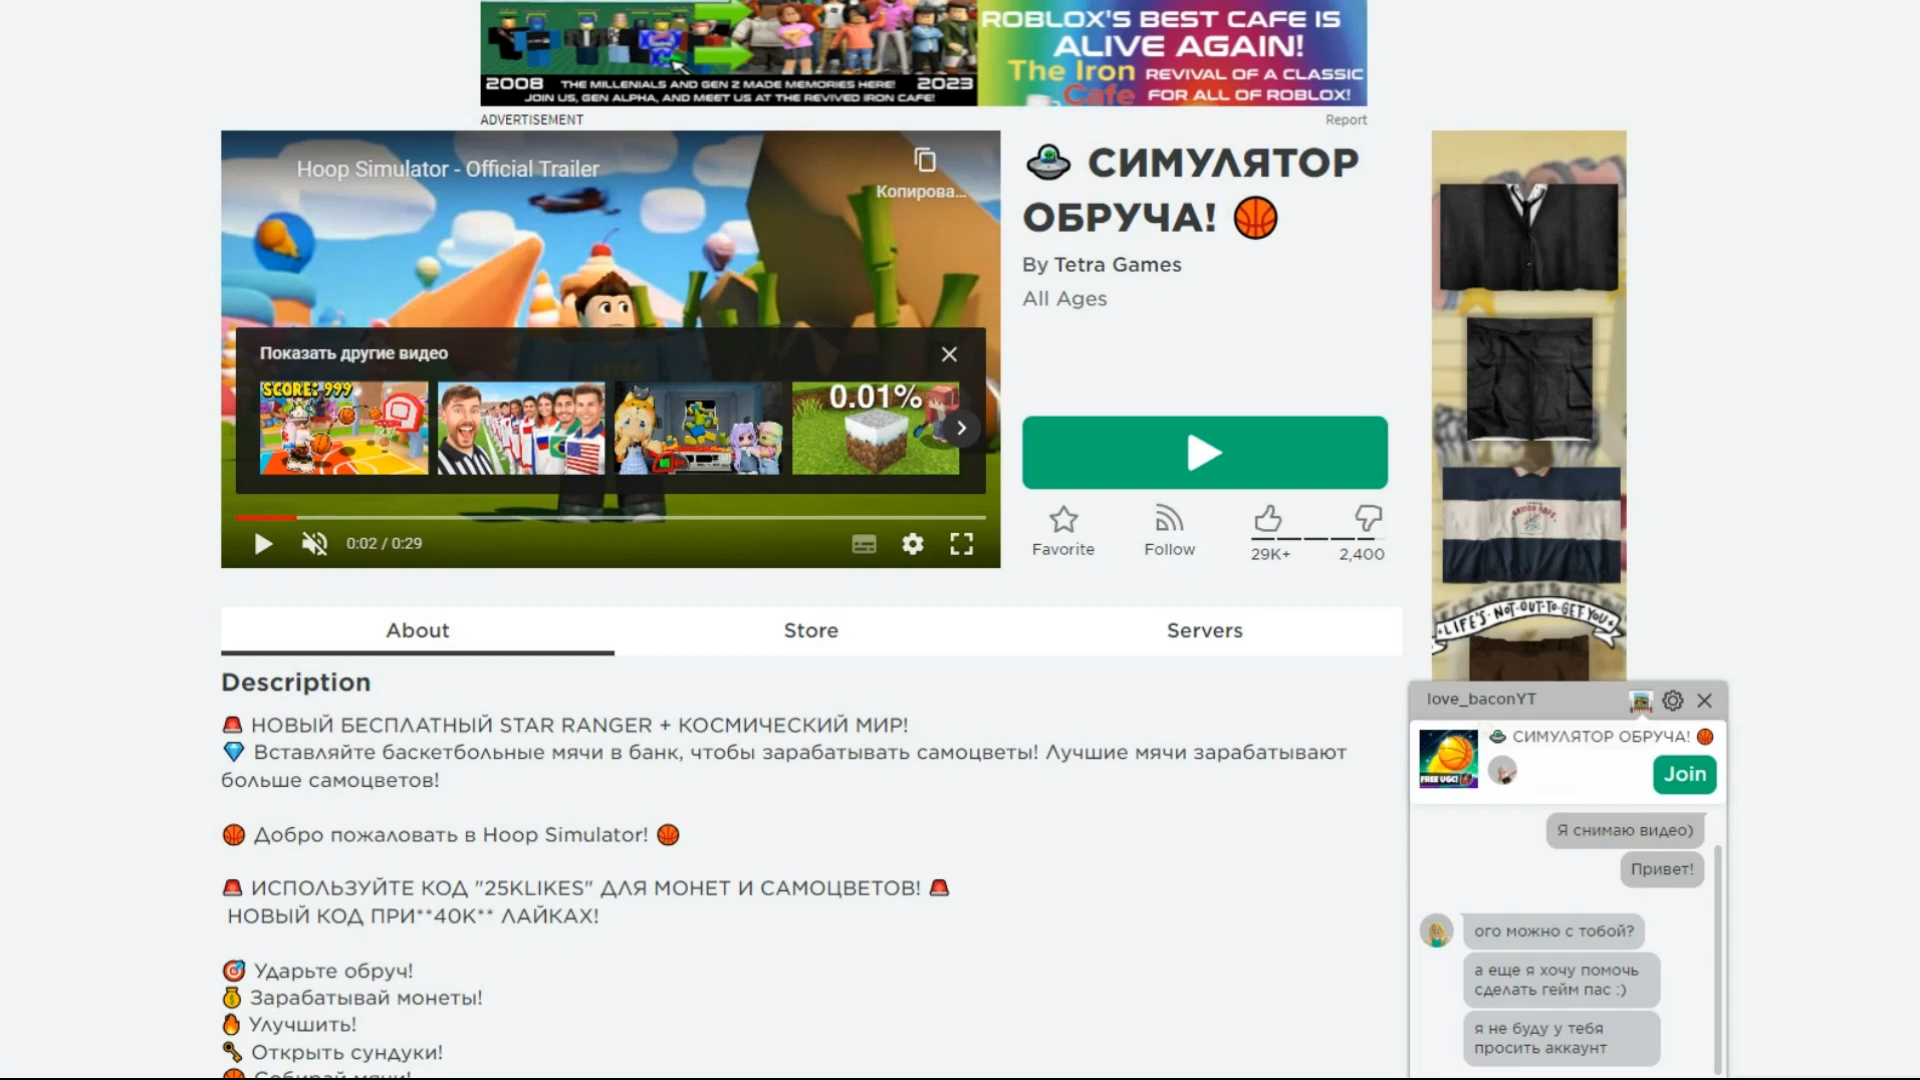 ROBLOX'S BEST CAFE IS
ALIVE AGAIN!
The Iron
Cafe
REVIVAL OF A CLASSIC
FOR ALL OF ROBLOX!
2008 THE MILLENIALS AND GEN Z MADE MEMORIES HERE! 2023
JOIN US, GEN ALPHA, AND MEET US AT THE REVIVED IRON CAFE!
ADVERTISEMENT
Report
Hoop Simulator - Official Trailer
Копирова...
Показать другие видео
SCORE: 999
0.01%
0:02 / 0:29
СИМУЛЯТОР
ОБРУЧА!
By Tetra Games
All Ages
Favorite
Follow
29K+
2,400
LIFE'S NOT OUT TO GET YOU
About
Store
Servers
Description
НОВЫЙ БЕСПЛАТНЫЙ STAR RANGER + КОСМИЧЕСКИЙ МИР!
Вставляйте баскетбольные мячи в банк, чтобы зарабатывать самоцветы! Лучшие мячи зарабатывают
больше самоцветов!
Добро пожаловать в Hoop Simulator!
ИСПОЛЬЗУЙТЕ КОД "25KLIKES" ДЛЯ МОНЕТ И САМОЦВЕТОВ!
НОВЫЙ КОД ПРИ**40K** ЛАЙКАХ!
Ударьте обруч!
Зарабатывай монеты!
Улучшить!
Открыть сундуки!
Собирай мячи!
love_baconYT
СИМУЛЯТОР ОБРУЧА!
FREE UGC!
Join
Я снимаю видео)
Привет!
ого можно с тобой?
а еще я хочу помочь
сделать гейм пас :)
я не буду у тебя
просить аккаунт